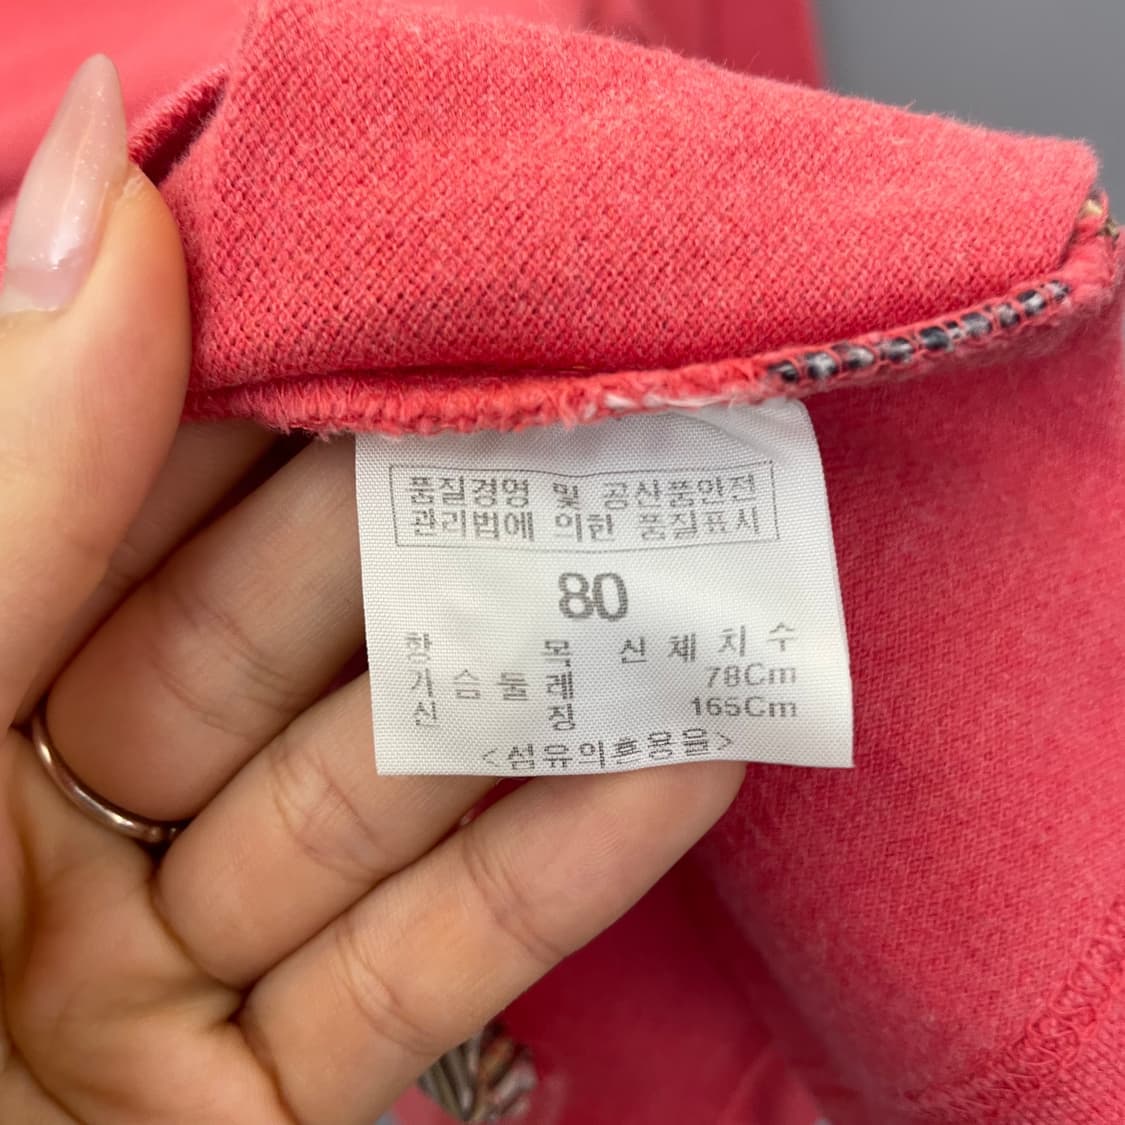 품질경영 및 공산품안전
관리법에 의한 품질표시
80
항 목 신체치수
가슴둘레 78Cm
신 장 165Cm
<섬유의혼용율>